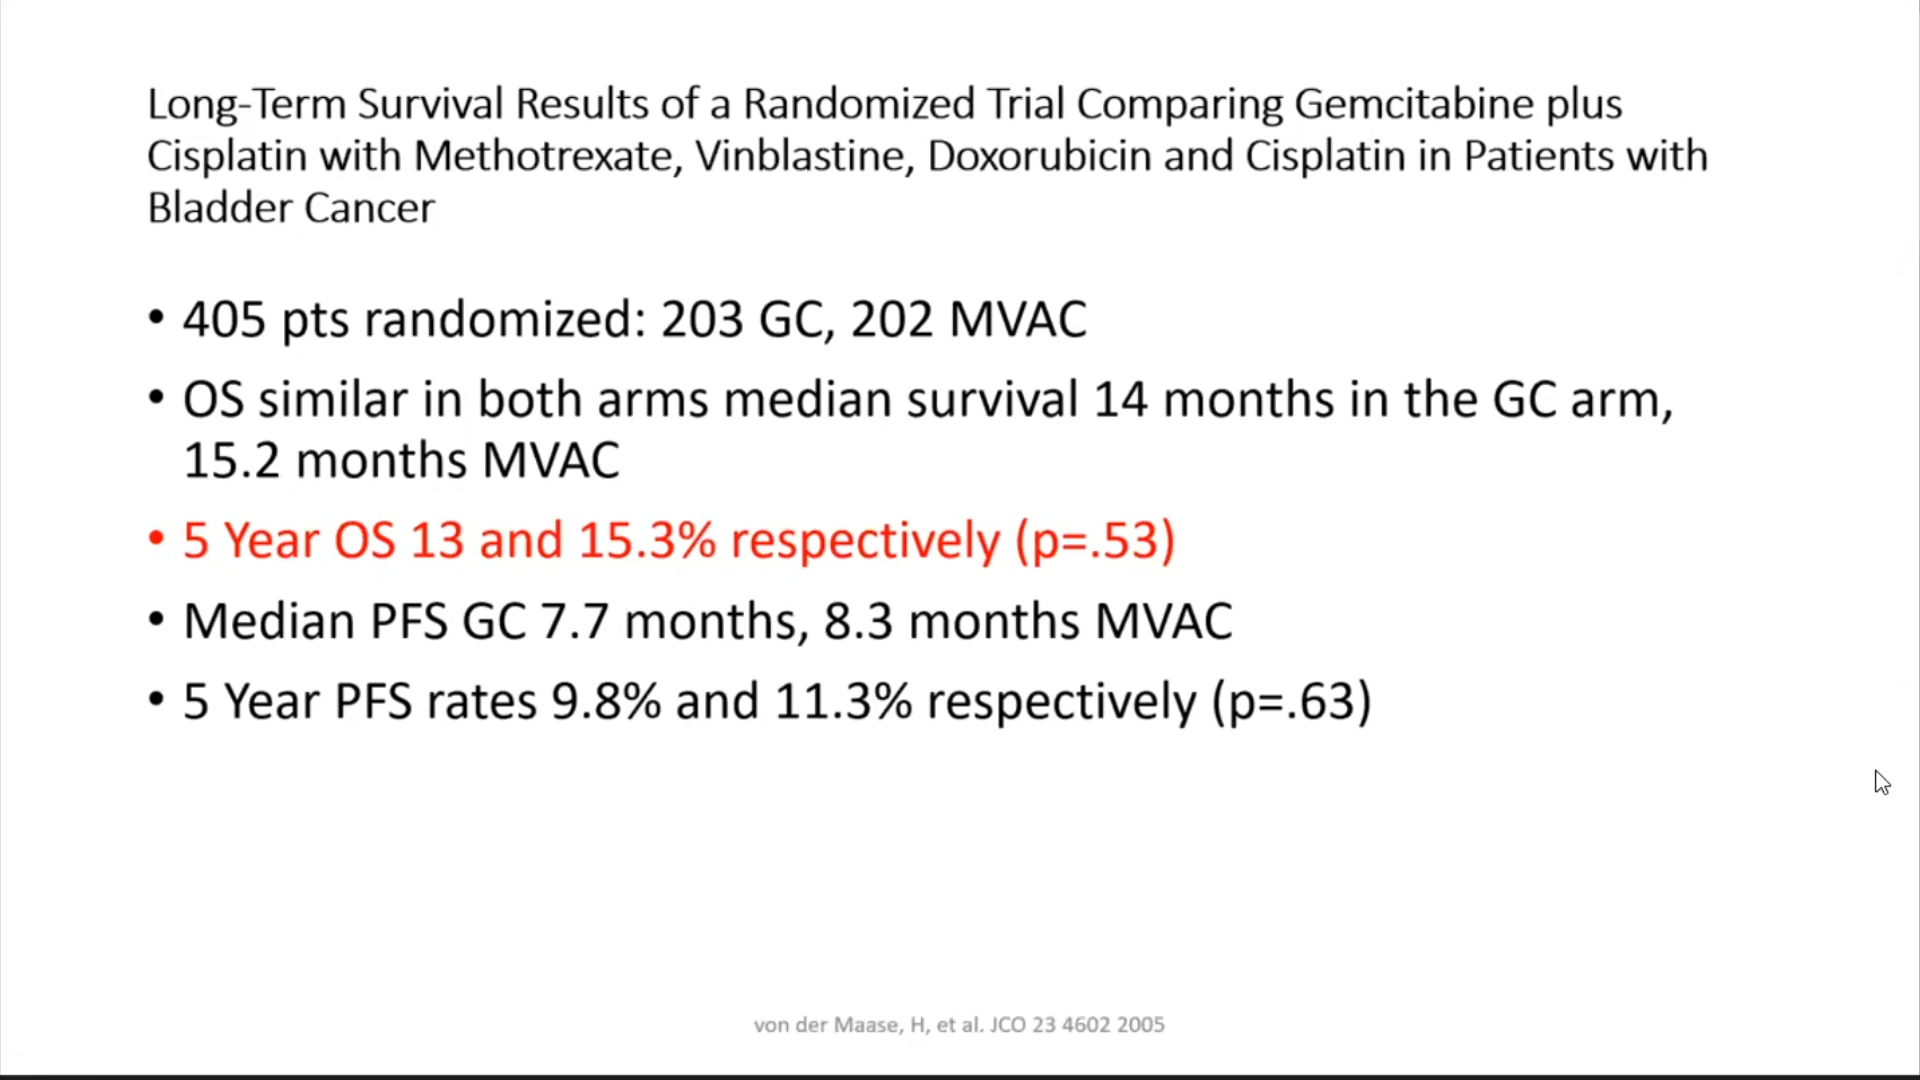 Long-Term Survival Results of a Randomized Trial Comparing Gemcitabine plus
Cisplatin with Methotrexate, Vinblastine, Doxorubicin and Cisplatin in Patients with
Bladder Cancer
• 405 pts randomized: 203 GC, 202 MVAC
• OS similar in both arms median survival 14 months in the GC arm,
15.2 months MVAC
• 5 Year OS 13 and 15.3% respectively (p=.53)
• Median PFS GC 7.7 months, 8.3 months MVAC
• 5 Year PFS rates 9.8% and 11.3% respectively (p=.63)
von der Maase, H, et al. JCO 23 4602 2005